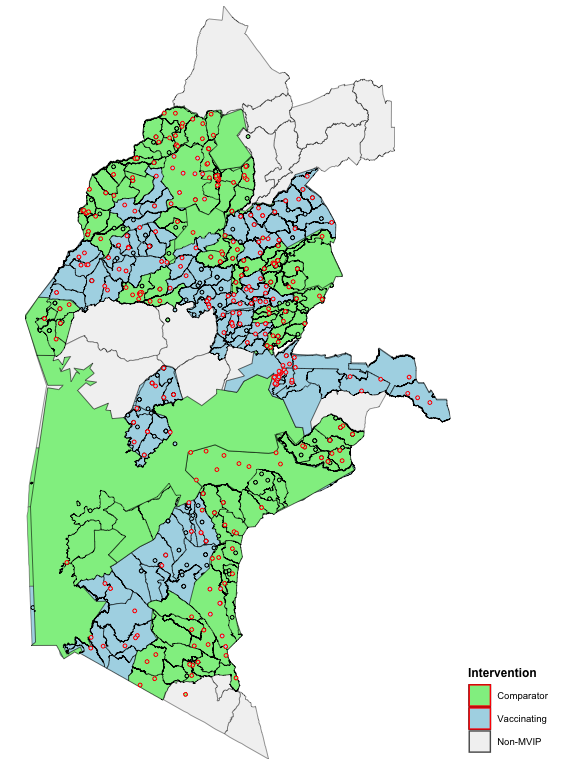 Intervention
Comparator
Vaccinating
Non-MVIP